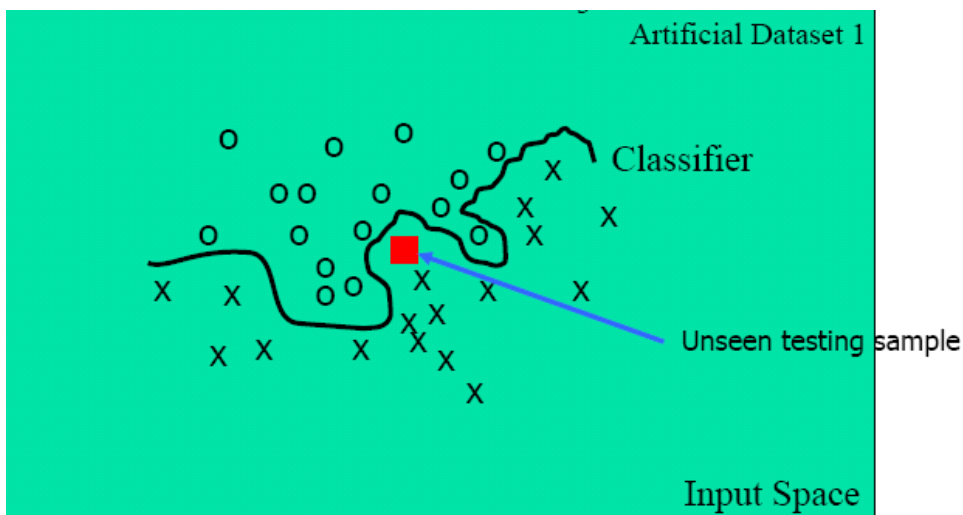 Artificial Dataset 1
Classifier
Unseen testing sample
Input Space